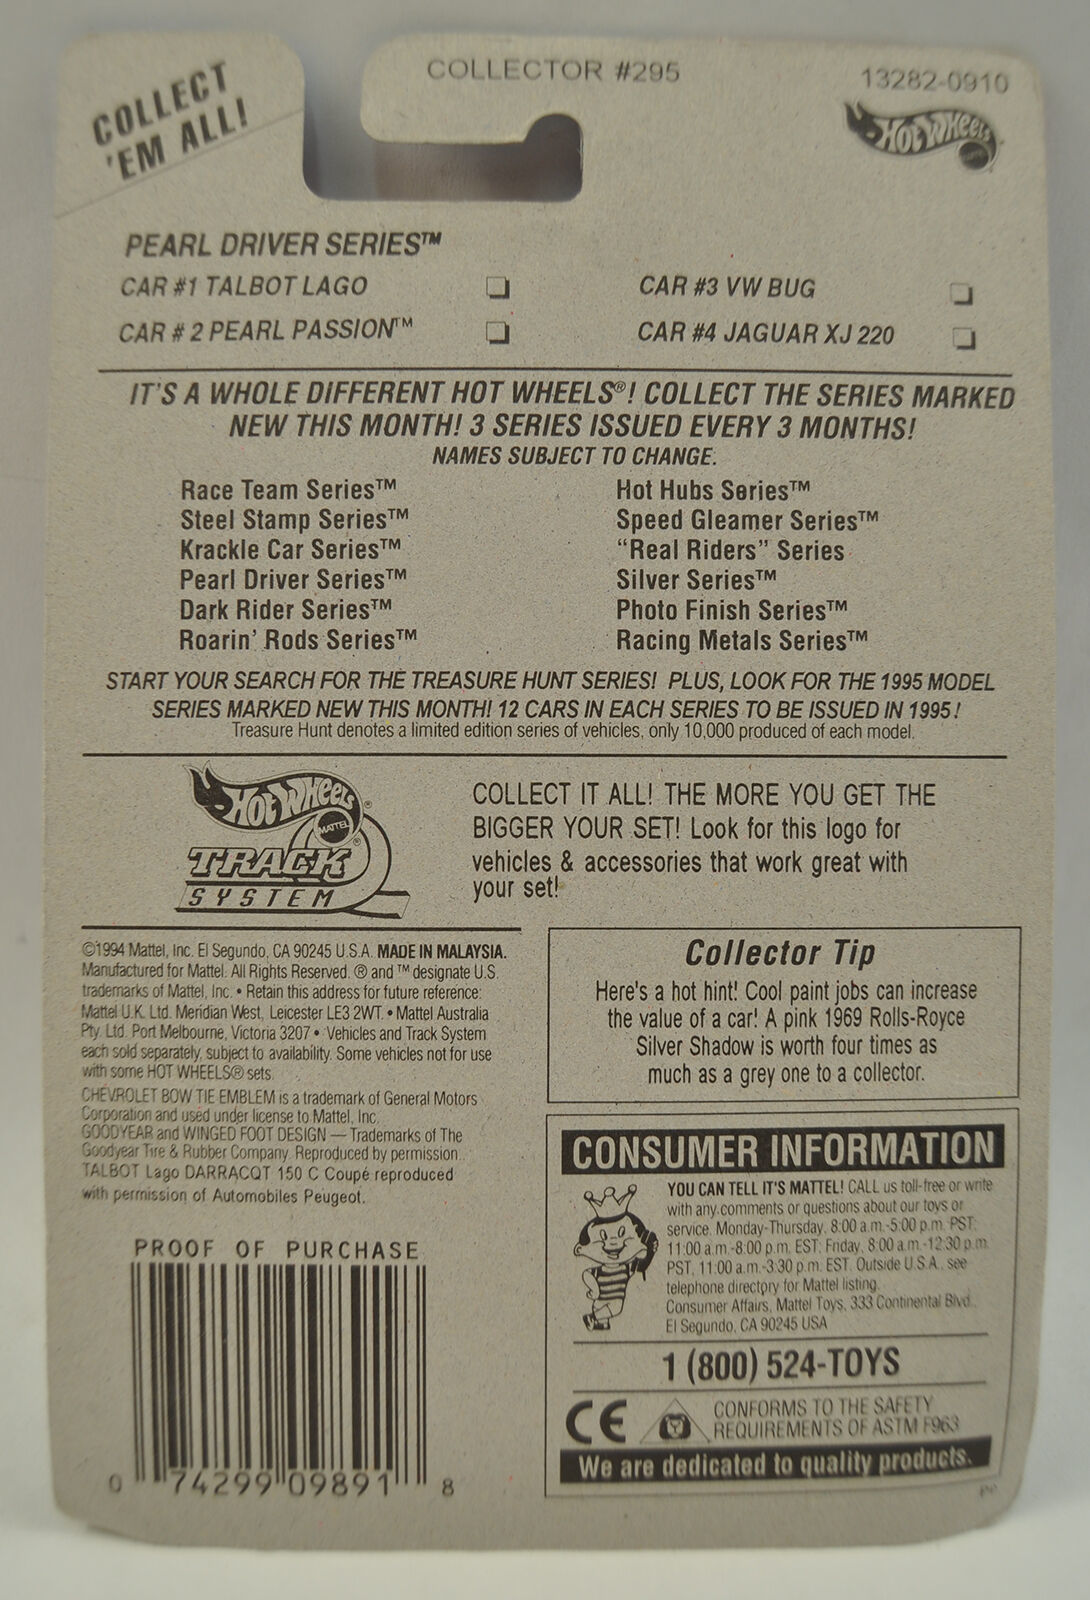 COLLECT
'EM ALL!
COLLECTOR #295
13282-0910
HOT WHEELS
PEARL DRIVER SERIES™
CAR #1 TALBOT LAGO ❏
CAR #3 VW BUG ❏
CAR # 2 PEARL PASSION™ ❏
CAR #4 JAGUAR XJ 220 ❏
IT'S A WHOLE DIFFERENT HOT WHEELS®! COLLECT THE SERIES MARKED
NEW THIS MONTH! 3 SERIES ISSUED EVERY 3 MONTHS!
NAMES SUBJECT TO CHANGE.
Race Team Series™
Steel Stamp Series™
Krackle Car Series™
Pearl Driver Series™
Dark Rider Series™
Roarin' Rods Series™
Hot Hubs Series™
Speed Gleamer Series™
“Real Riders” Series
Silver Series™
Photo Finish Series™
Racing Metals Series™
START YOUR SEARCH FOR THE TREASURE HUNT SERIES! PLUS, LOOK FOR THE 1995 MODEL
SERIES MARKED NEW THIS MONTH! 12 CARS IN EACH SERIES TO BE ISSUED IN 1995!
Treasure Hunt denotes a limited edition series of vehicles, only 10,000 produced of each model.
HOT WHEELS®
MATTEL
TRACK®
SYSTEM
COLLECT IT ALL! THE MORE YOU GET THE
BIGGER YOUR SET! Look for this logo for
vehicles & accessories that work great with
your set!
©1994 Mattel, Inc. El Segundo, CA 90245 U.S.A. MADE IN MALAYSIA.
Manufactured for Mattel. All Rights Reserved. ® and ™ designate U.S.
trademarks of Mattel, Inc. • Retain this address for future reference:
Mattel U.K. Ltd. Meridian West, Leicester LE3 2WT. • Mattel Australia
Pty. Ltd. Port Melbourne, Victoria 3207 • Vehicles and Track System
each sold separately, subject to availability. Some vehicles not for use
with some HOT WHEELS® sets.
CHEVROLET BOW TIE EMBLEM is a trademark of General Motors
Corporation and used under license to Mattel, Inc.
GOODYEAR and WINGED FOOT DESIGN — Trademarks of The
Goodyear Tire & Rubber Company. Reproduced by permission.
TALBOT Lago DARRACQT 150 C Coupé reproduced
with permission of Automobiles Peugeot.
PROOF OF PURCHASE
0 74299 09891 8
Collector Tip
Here's a hot hint! Cool paint jobs can increase
the value of a car! A pink 1969 Rolls-Royce
Silver Shadow is worth four times as
much as a grey one to a collector.
CONSUMER INFORMATION
YOU CAN TELL IT'S MATTEL! CALL us toll-free or write
with any comments or questions about our toys or
service. Monday-Thursday, 8:00 a.m.-5:00 p.m. PST;
11:00 a.m.-8:00 p.m. EST; Friday, 8:00 a.m.-12:30 p.m.
PST, 11:00 a.m.-3:30 p.m. EST. Outside U.S.A., see
telephone directory for Mattel listing.
Consumer Affairs, Mattel Toys, 333 Continental Blvd.,
El Segundo, CA 90245 USA
1 (800) 524-TOYS
CE
CONFORMS TO THE SAFETY
REQUIREMENTS OF ASTM F963
We are dedicated to quality products.